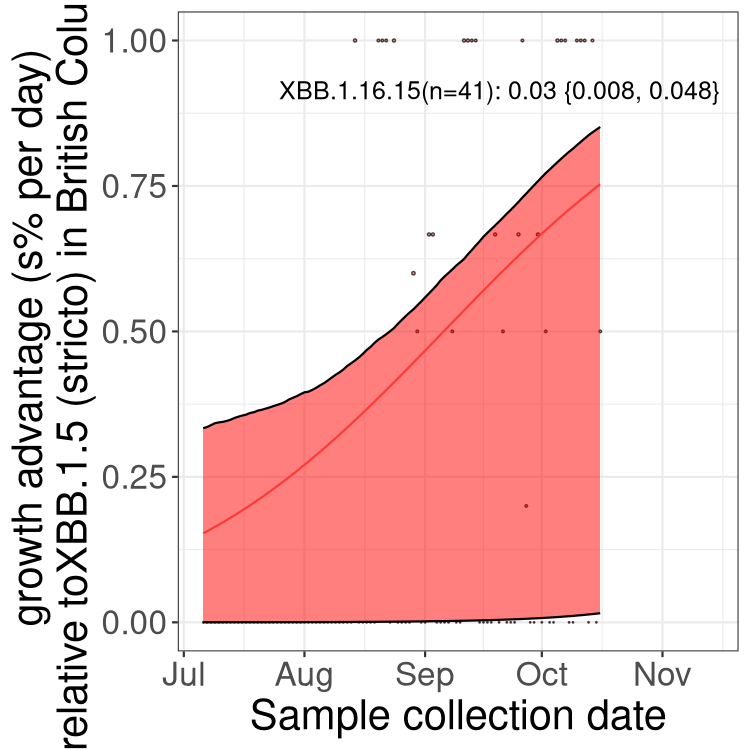 growth advantage (s% per day)
relative toXBB.1.5 (stricto) in British Colu
1.00
0.75
0.50
0.25
0.00
XBB.1.16.15(n=41): 0.03 {0.008, 0.048}
Jul Aug Sep Oct Nov
Sample collection date